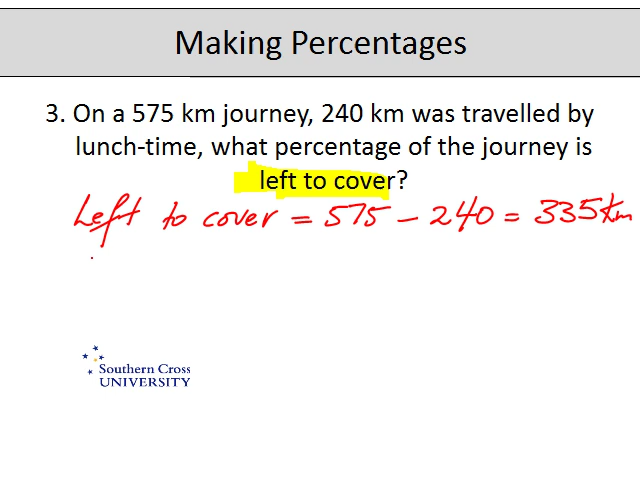 Making Percentages
3. On a 575 km journey, 240 km was travelled by
lunch-time, what percentage of the journey is
left to cover?
Left to cover = 575 - 240 = 335km
Southern Cross
UNIVERSITY